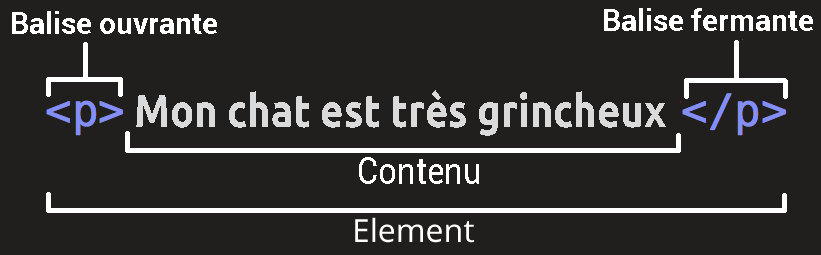 Balise ouvrante
Balise fermante
<p> Mon chat est très grincheux </p>
Contenu
Element